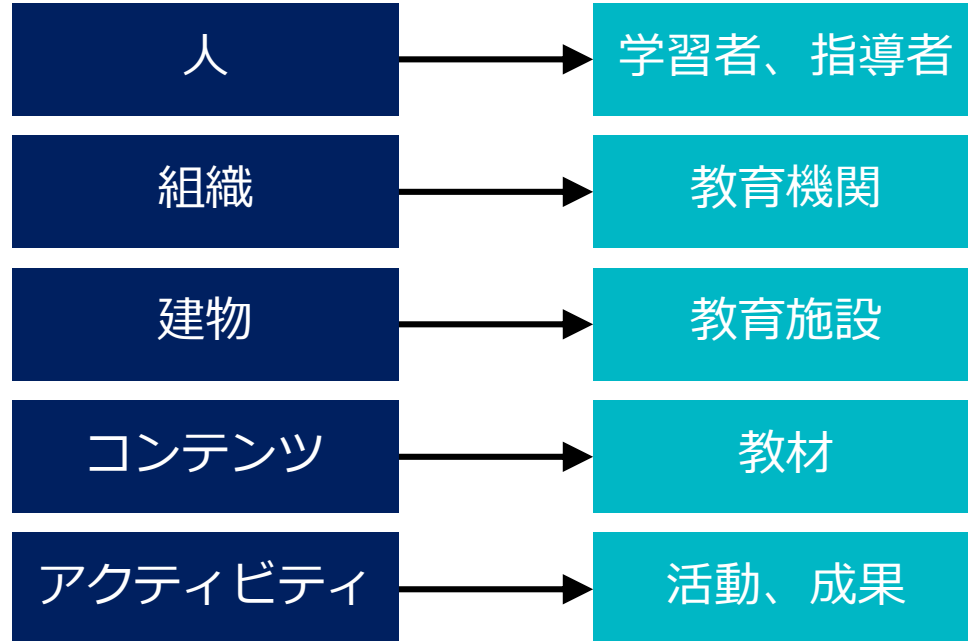 人
学習者、指導者
組織
教育機関
建物
教育施設
コンテンツ
教材
アクティビティ
活動、成果